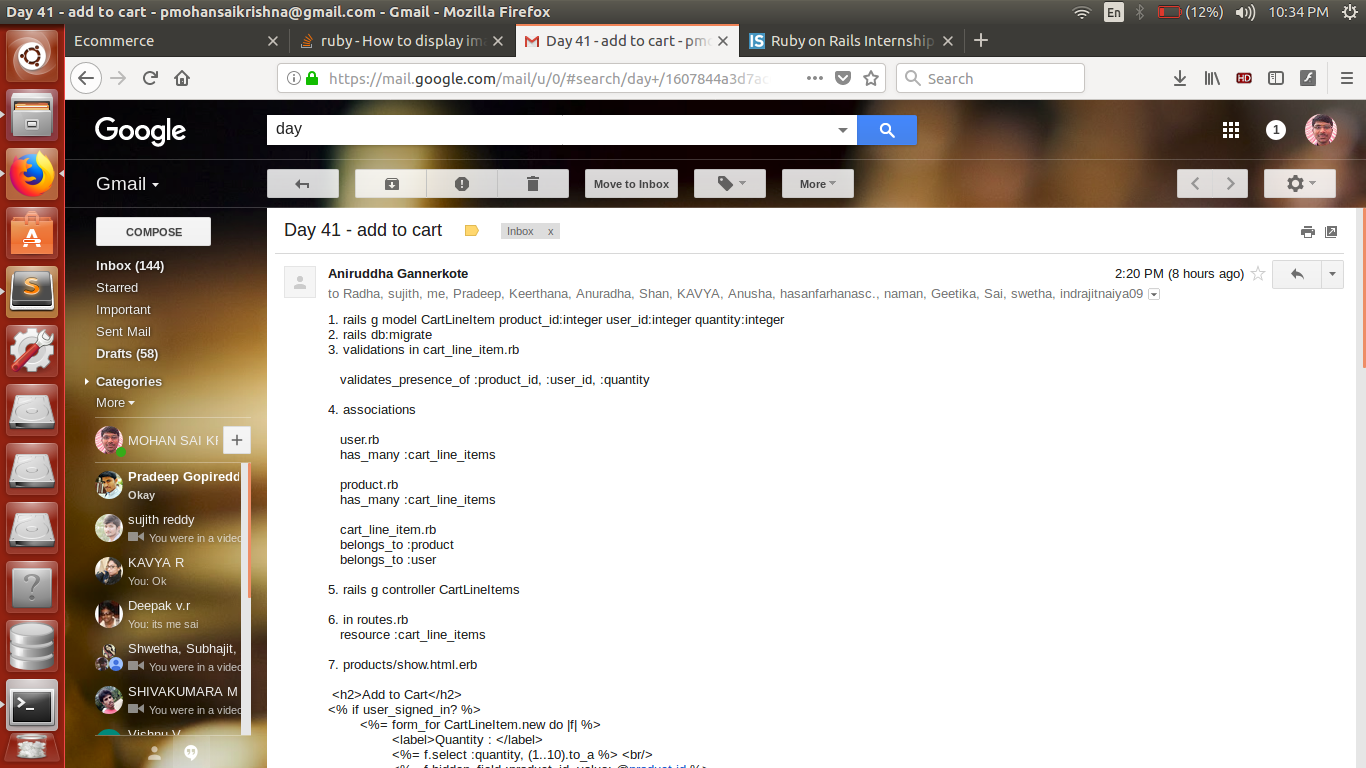 Day 41 - add to cart - pmohansaikrishna@gmail.com - Gmail - Mozilla Firefox
En
(12%)
10:34 PM
Ecommerce
ruby - How to display im
Day 41 - add to cart - pmo
Ruby on Rails Internship
https://mail.google.com/mail/u/0/#search/day+/1607844a3d7ac
Search
HD
Google
day
1
Gmail
Move to Inbox
More
COMPOSE
Day 41 - add to cart
Inbox x
Inbox (144)
Starred
Important
Sent Mail
Drafts (58)
Categories
More
MOHAN SAI KI
Pradeep Gopiredd
Okay
sujith reddy
You were in a video
KAVYA R
You: Ok
Deepak v.r
You: its me sai
Shwetha, Subhajit,
You were in a video
SHIVAKUMARA M
You were in a video
Vishnu V
Aniruddha Gannerkote
2:20 PM (8 hours ago)
to Radha, sujith, me, Pradeep, Keerthana, Anuradha, Shan, KAVYA, Anusha, hasanfarhanasc., naman, Geetika, Sai, swetha, indrajitnaiya09
1. rails g model CartLineItem product_id:integer user_id:integer quantity:integer
2. rails db:migrate
3. validations in cart_line_item.rb
validates_presence_of :product_id, :user_id, :quantity
4. associations
user.rb
has_many :cart_line_items
product.rb
has_many :cart_line_items
cart_line_item.rb
belongs_to :product
belongs_to :user
5. rails g controller CartLineItems
6. in routes.rb
resource :cart_line_items
7. products/show.html.erb
<h2>Add to Cart</h2>
<% if user_signed_in? %>
<%= form_for CartLineItem.new do |f| %>
<label>Quantity : </label>
<%= f.select :quantity, (1..10).to_a %> <br/>
<%= f.hidden_field :product_id, value: @product.id %>